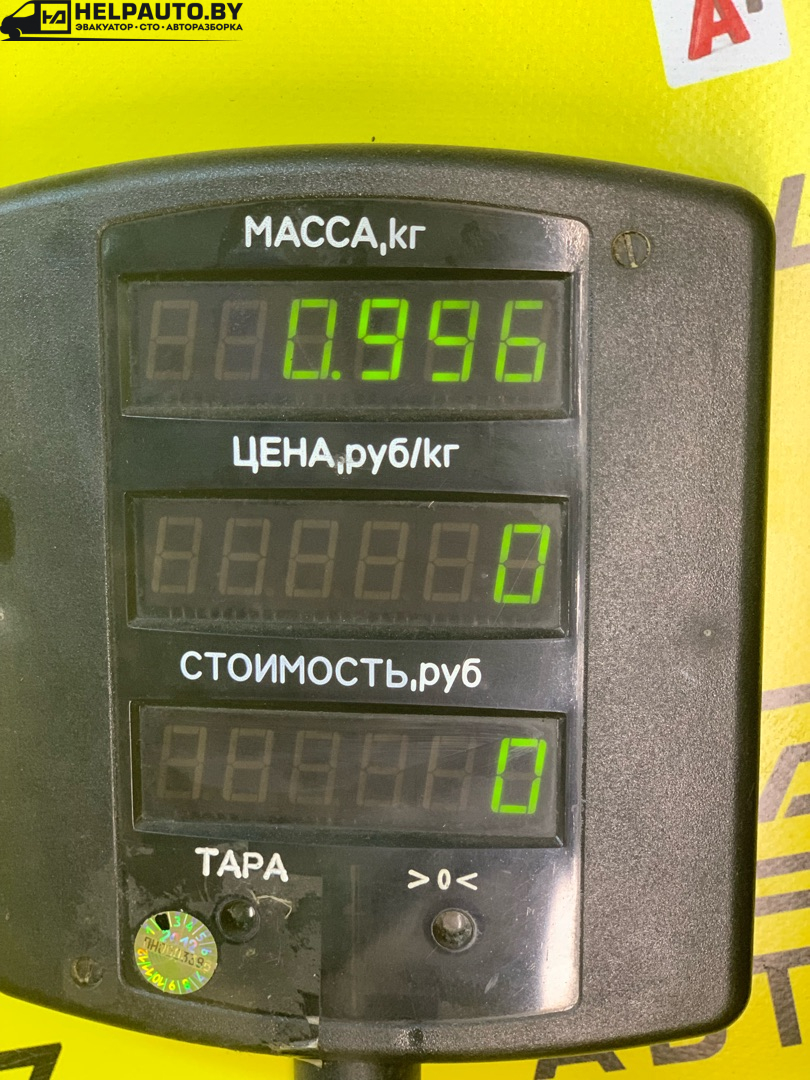 HELPAUTO.BY
ЭВАКУАТОР · СТО · АВТОРАЗБОРКА
МАССА,кг
0.996
ЦЕНА,руб/кг
0
СТОИМОСТЬ,руб
0
ТАРА
>0<